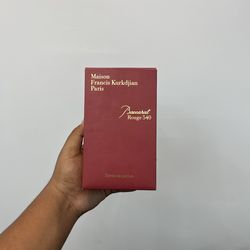 Maison
Francis Kurkdjian
Paris
Baccarat
Rouge 540